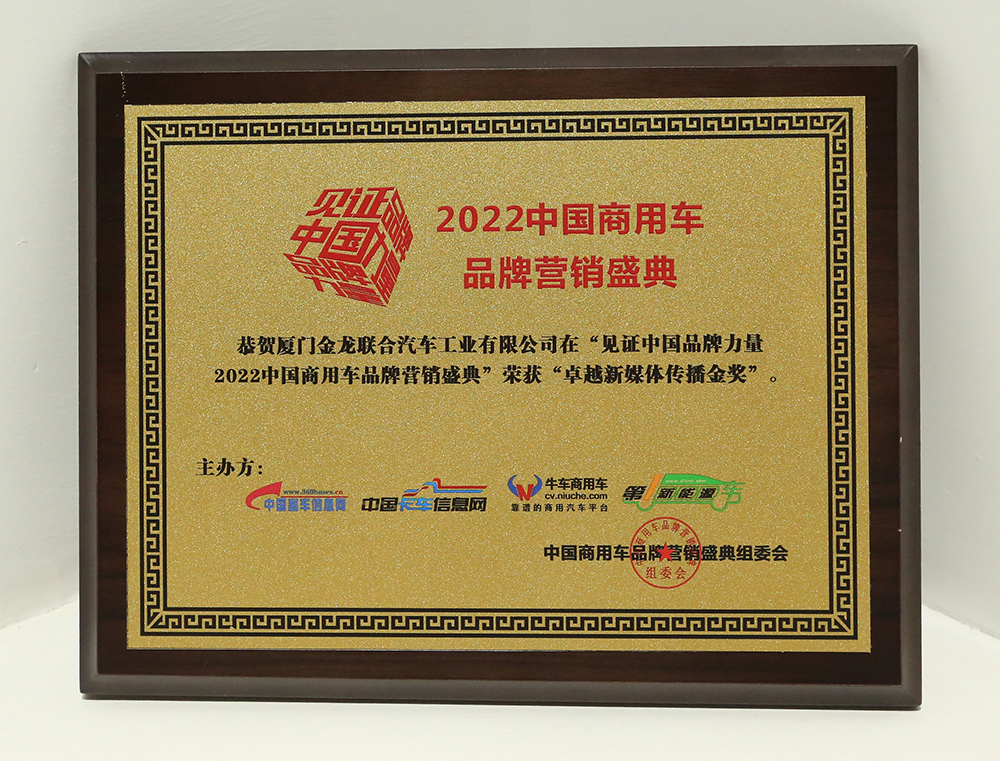 见证
中国
品牌
力量
2022中国商用车
品牌营销盛典
恭贺厦门金龙联合汽车工业有限公司在“见证中国品牌力量
2022中国商用车品牌营销盛典”荣获“卓越新媒体传播金奖”。
主办方：
www.360buses.cn
中国客车信息网
中国卡车信息网
牛车商用车
cv.niuche.com
靠谱的商用汽车平台
第1新能源车
中国商用车品牌营销盛典组委会
组委会